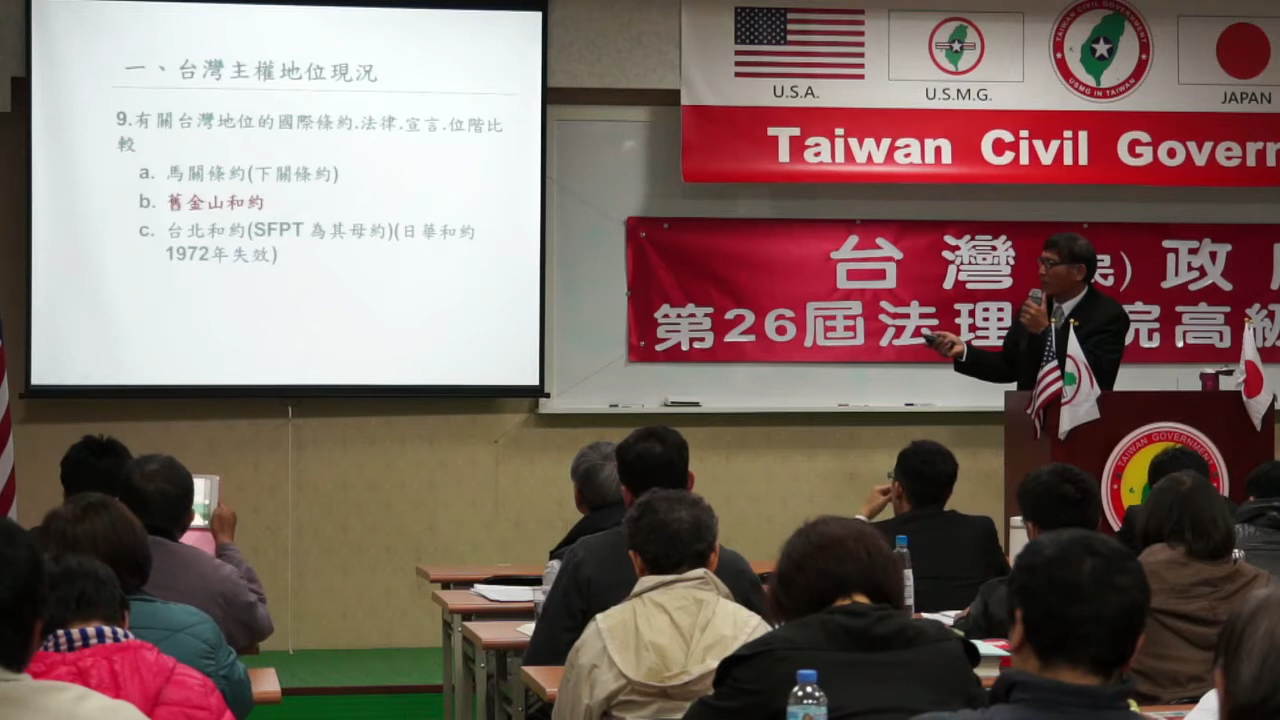 一、台灣主權地位現況
9.有關台灣地位的國際條約.法律.宣言.位階比
較
a. 馬關條約(下關條約)
b. 舊金山和約
c. 台北和約(SFPT 為其母約)(日華和約
1972年失效)
U.S.A.
U.S.M.G.
TAIWAN CIVIL GOVERNMENT
USMG IN TAIWAN
JAPAN
Taiwan Civil Govern
台灣 民) 政
第26屆法理 院高級
TAIWAN GOVERNMENT